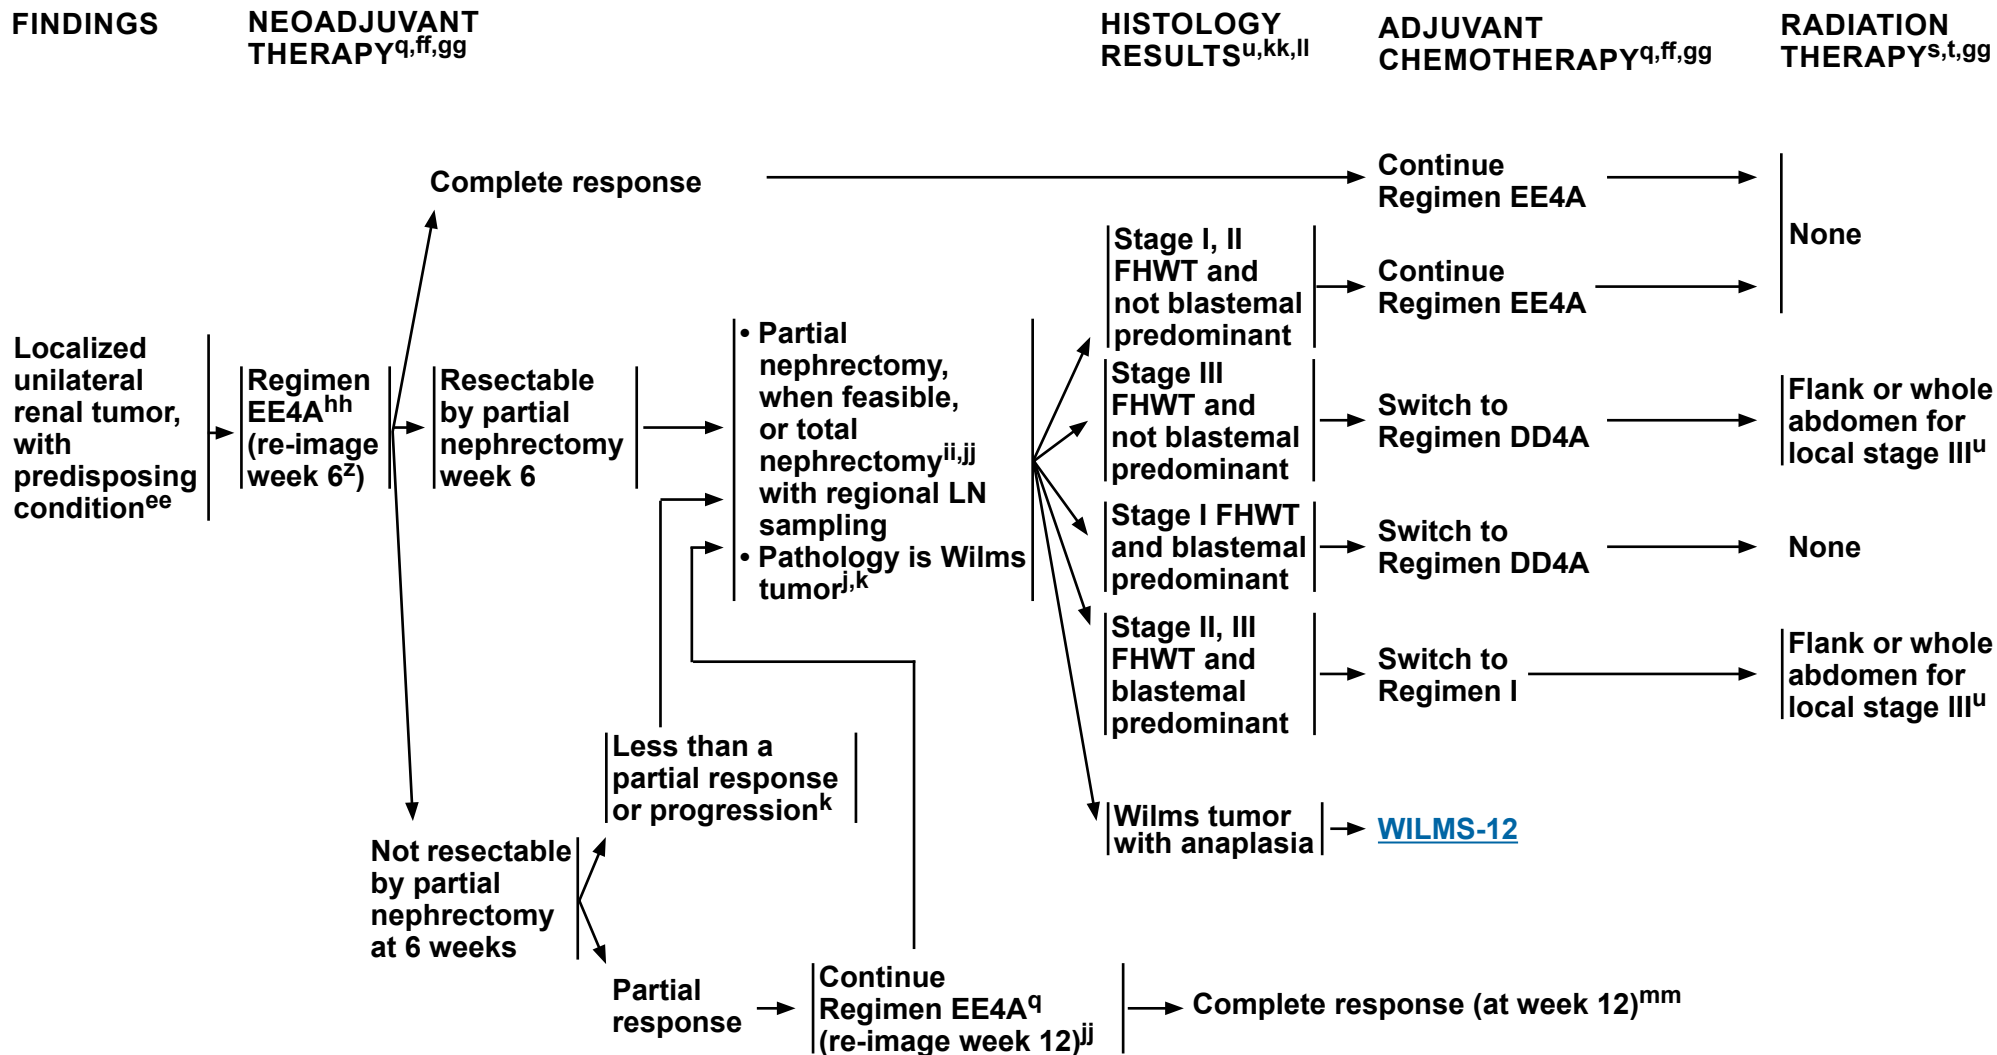 FINDINGS
NEOADJUVANT
THERAPYq,ff,gg
HISTOLOGY
RESULTSu,kk,ll
ADJUVANT
CHEMOTHERAPYq,ff,gg
RADIATION
THERAPYs,t,gg
Complete response
Continue
Regimen EE4A
None
Stage I, II
FHWT and
not blastemal
predominant
Continue
Regimen EE4A
Localized
unilateral
renal tumor,
with
predisposing
conditionee
Regimen
EE4Ahh
(re-image
week 6z)
Resectable
by partial
nephrectomy
week 6
• Partial
nephrectomy,
when feasible,
or total
nephrectomyii,jj
with regional LN
sampling
• Pathology is Wilms
tumorj,k
Stage III
FHWT and
not blastemal
predominant
Switch to
Regimen DD4A
Flank or whole
abdomen for
local stage IIIu
Stage I FHWT
and blastemal
predominant
Switch to
Regimen DD4A
None
Stage II, III
FHWT and
blastemal
predominant
Switch to
Regimen I
Flank or whole
abdomen for
local stage IIIu
Less than a
partial response
or progressionk
Wilms tumor
with anaplasia
WILMS-12
Not resectable
by partial
nephrectomy
at 6 weeks
Partial
response
Continue
Regimen EE4Aq
(re-image week 12)jj
Complete response (at week 12)mm